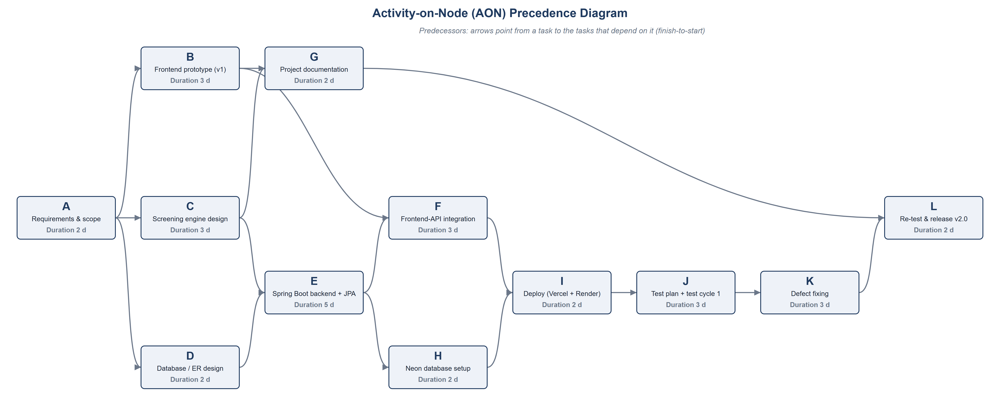 Activity-on-Node (AON) Precedence Diagram
Predecessors: arrows point from a task to the tasks that depend on it (finish-to-start)
B
Frontend prototype (v1)
Duration 3 d
G
Project documentation
Duration 2 d
A
Requirements & scope
Duration 2 d
C
Screening engine design
Duration 3 d
F
Frontend-API integration
Duration 3 d
L
Re-test & release v2.0
Duration 2 d
E
Spring Boot backend + JPA
Duration 5 d
I
Deploy (Vercel + Render)
Duration 2 d
J
Test plan + test cycle 1
Duration 3 d
K
Defect fixing
Duration 3 d
D
Database / ER design
Duration 2 d
H
Neon database setup
Duration 2 d